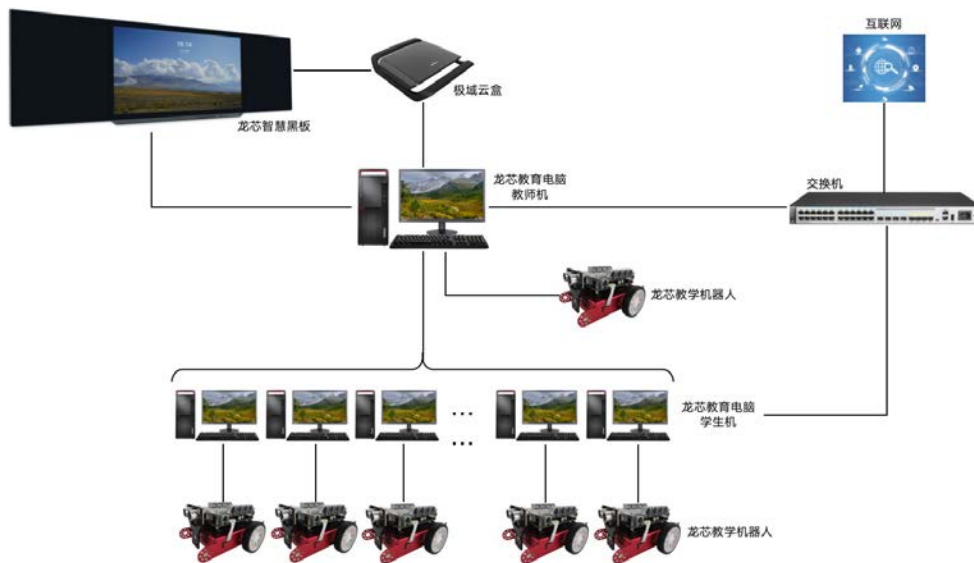 互联网
极域云盒
龙芯智慧黑板
龙芯教育电脑
教师机
交换机
龙芯教学机器人
龙芯教育电脑
学生机
龙芯教学机器人